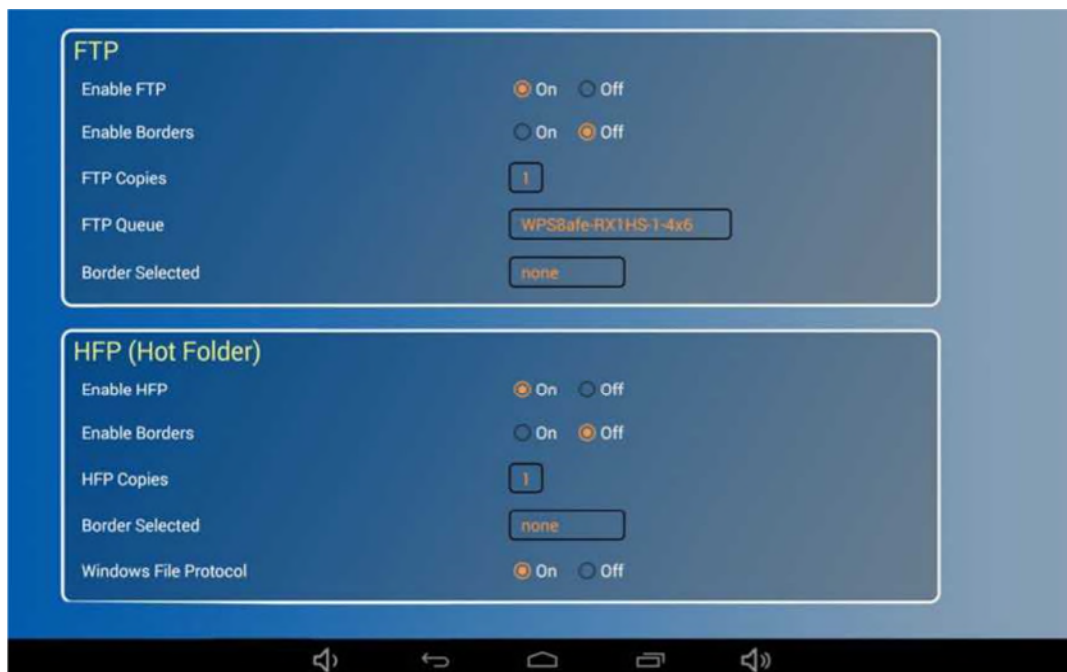 FTP
Enable FTP On Off
Enable Borders On Off
FTP Copies 1
FTP Queue WPS8afe-RX1HS-1-4x6
Border Selected none
HFP (Hot Folder)
Enable HFP On Off
Enable Borders On Off
HFP Copies 1
Border Selected none
Windows File Protocol On Off